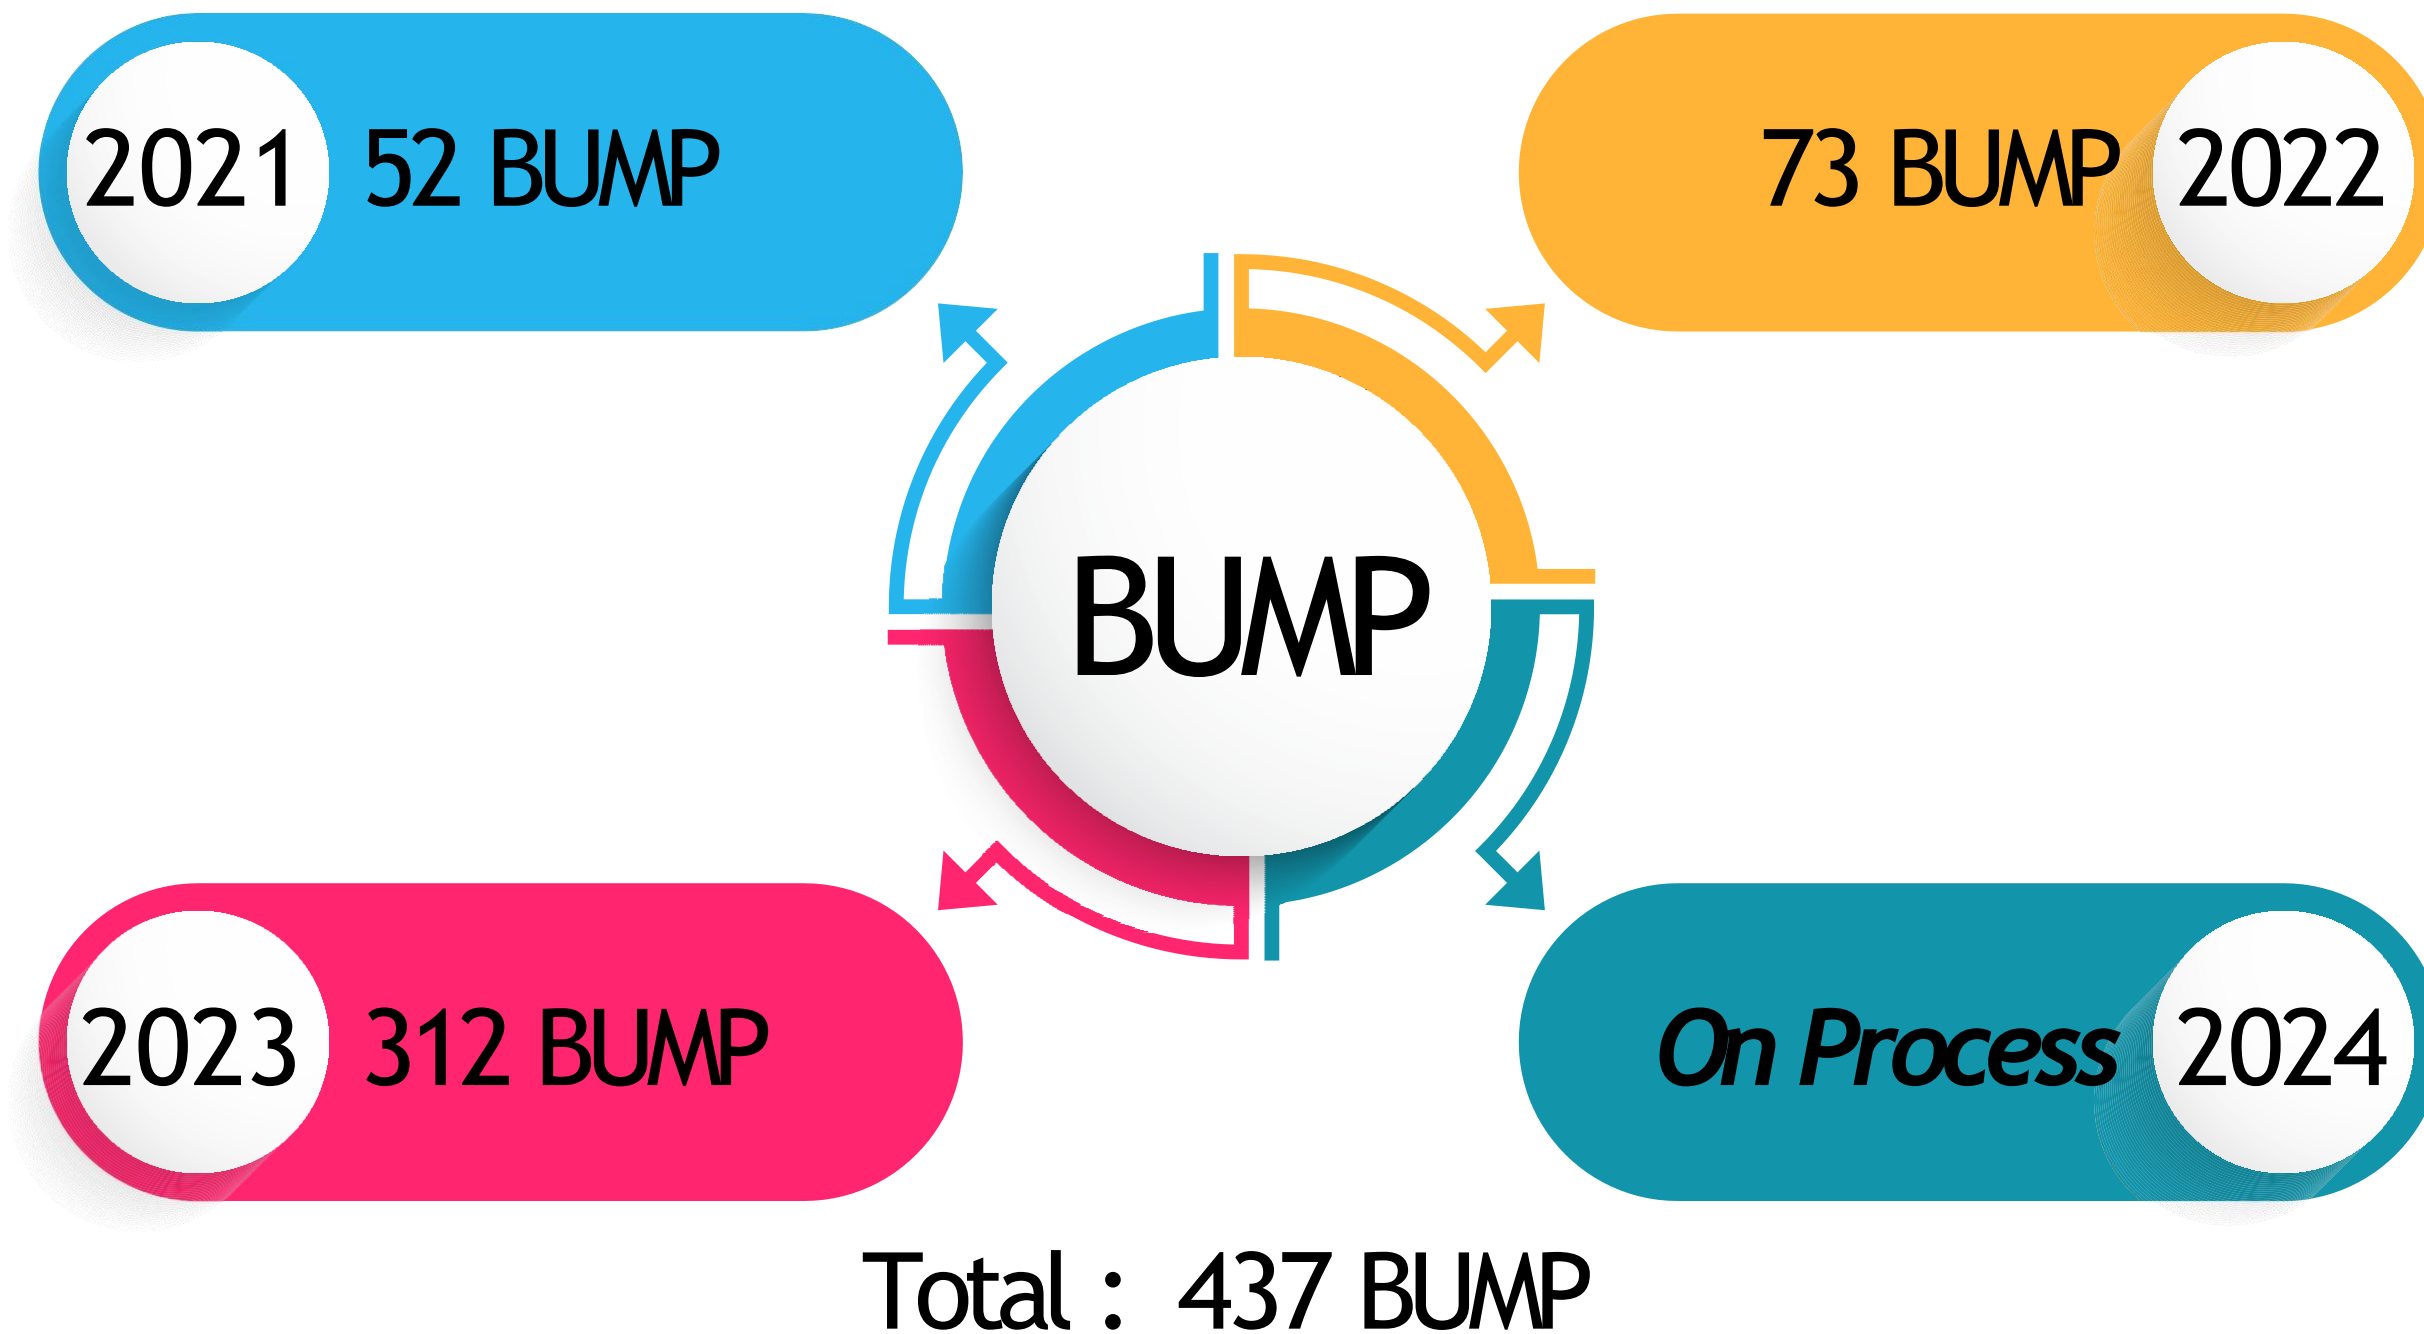 2021 52 BUMP
73 BUMP 2022
BUMP
2023 312 BUMP
On Process 2024
Total : 437 BUMP